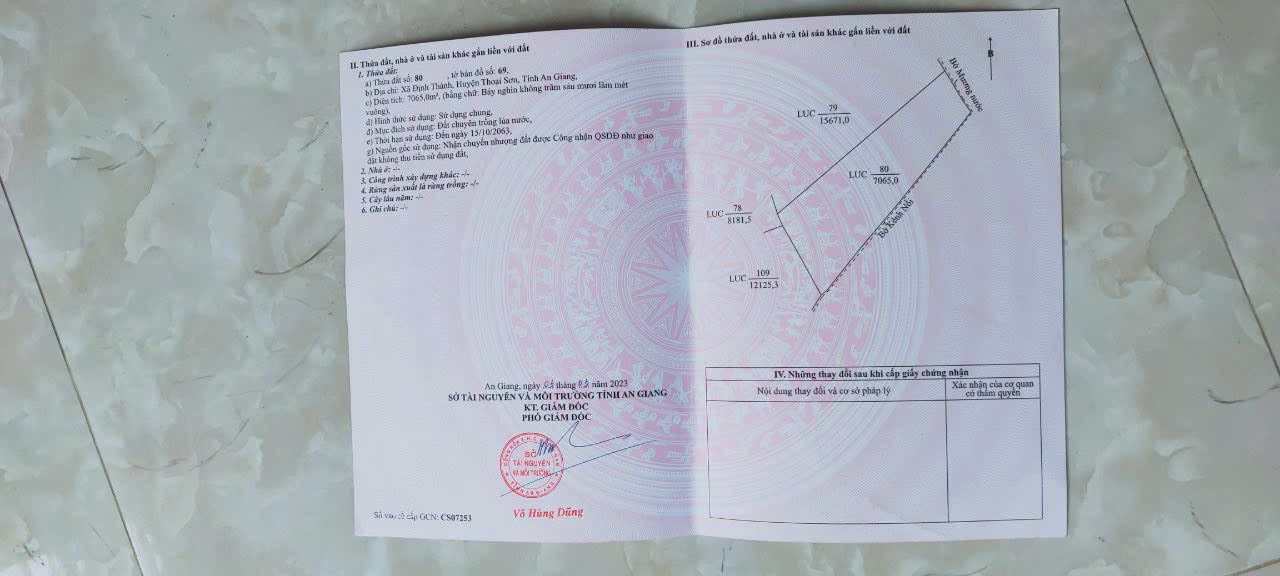 II. Thửa đất, nhà ở và tài sản khác gắn liền với đất
1. Thửa đất:
a) Thửa đất số: 80 , tờ bản đồ số: 69,
b) Địa chỉ: Xã Định Thành, Huyện Thoại Sơn, Tỉnh An Giang,
c) Diện tích: 7065,0m², (bằng chữ: Bảy nghìn không trăm sáu mươi lăm mét
vuông),
d) Hình thức sử dụng: Sử dụng chung,
đ) Mục đích sử dụng: Đất chuyên trồng lúa nước,
e) Thời hạn sử dụng: Đến ngày 15/10/2063,
g) Nguồn gốc sử dụng: Nhận chuyển nhượng đất được Công nhận QSDĐ như giao
đất không thu tiền sử dụng đất,
2. Nhà ở: -/-
3. Công trình xây dựng khác: -/-
4. Rừng sản xuất là rừng trồng: -/-
5. Cây lâu năm: -/-
6. Ghi chú: -/-
An Giang, ngày tháng năm 2023
SỞ TÀI NGUYÊN VÀ MÔI TRƯỜNG TỈNH AN GIANG
KT. GIÁM ĐỐC
PHÓ GIÁM ĐỐC
SỞ
TÀI NGUYÊN
VÀ MÔI TRƯỜNG
TỈNH AN GIANG
Võ Hùng Dũng
Số vào sổ cấp GCN: CS07253
III. Sơ đồ thửa đất, nhà ở và tài sản khác gắn liền với đất
B
Bờ Mương nước
LUC 79
15671,0
LUC 80
7065,0
LUC 78
8181,5
Bờ Kênh Nổi
LUC 109
12125,3
IV. Những thay đổi sau khi cấp giấy chứng nhận
Nội dung thay đổi và cơ sở pháp lý
Xác nhận của cơ quan
có thẩm quyền